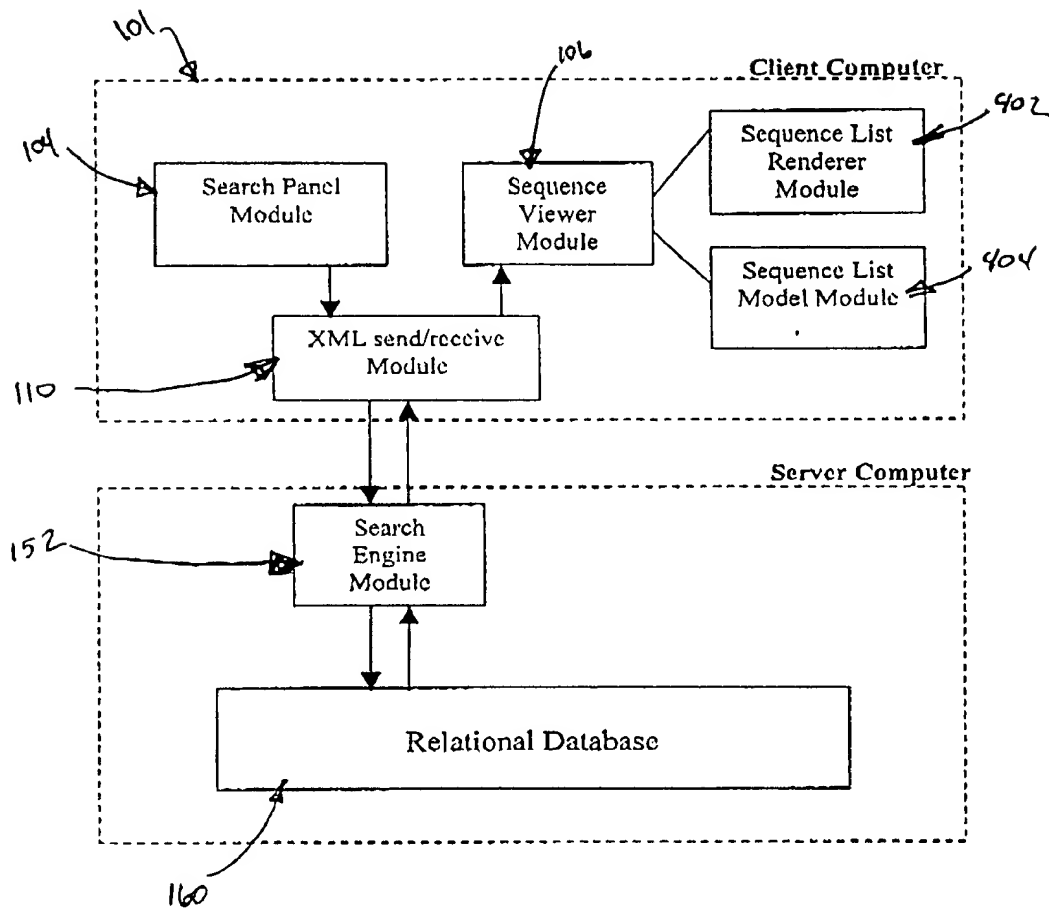 101
106
Client Computer
402
104
Search Panel
Module
Sequence
Viewer
Module
Sequence List
Renderer
Module
Sequence List
Model Module
404
XML send/receive
Module
110
Server Computer
Search
Engine
Module
152
Relational Database
160